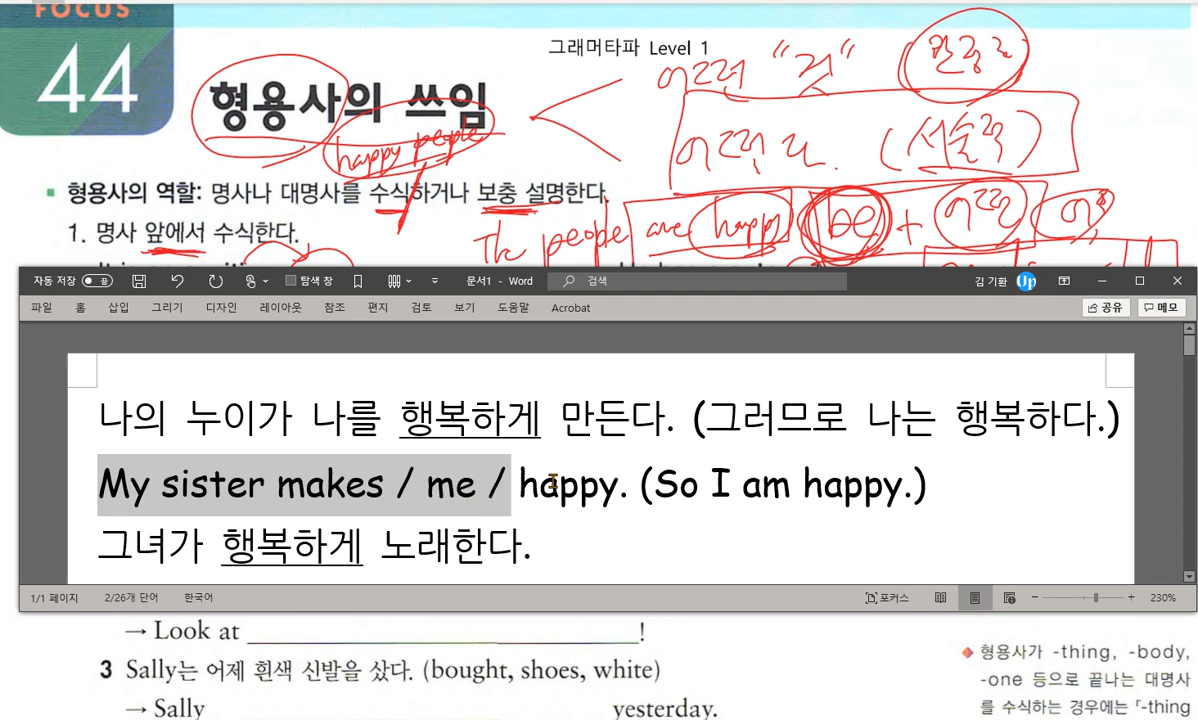 FOCUS
44
형용사의 쓰임
그래머타파 Level 1
어떠한 "것"
어떠하다. (서술적)
happy people
형용사의 역할: 명사나 대명사를 수식하거나 보충 설명한다.
The people are happy be +
1. 명사 앞에서 수식한다.
자동 저장 끔 탐색 창 문서1 - Word 검색 김 기환 Up
파일 홈 삽입 그리기 디자인 레이아웃 참조 편지 검토 보기 도움말 Acrobat 공유 메모
나의 누이가 나를 행복하게 만든다. (그러므로 나는 행복하다.)
My sister makes / me / happy. (So I am happy.)
그녀가 행복하게 노래한다.
1/1 페이지 2/26개 단어 한국어 포커스 230%
→ Look at !
3 Sally는 어제 흰색 신발을 샀다. (bought, shoes, white)
→ Sally yesterday.
형용사가 -thing, -body,
-one 등으로 끝나는 대명사
를 수식하는 경우에는 「-thing